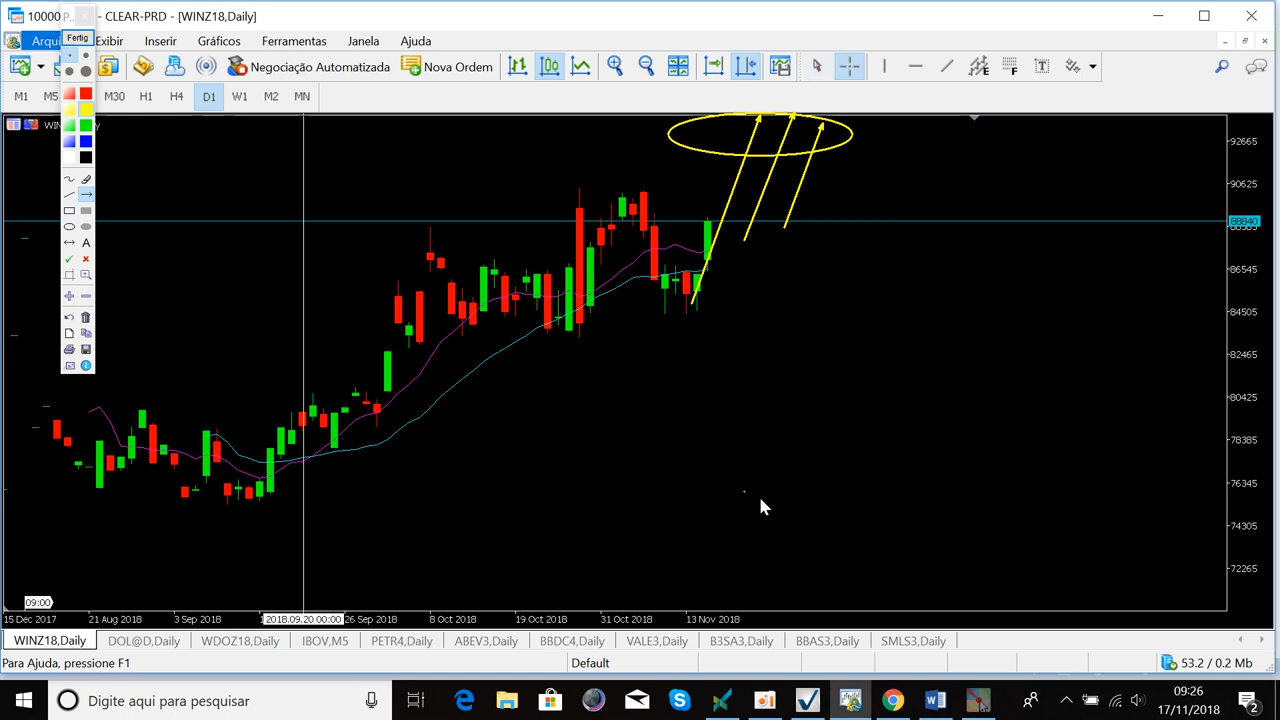 10000 P - CLEAR-PRD - [WINZ18,Daily]
Fertig
Arqui Exibir Inserir Gráficos Ferramentas Janela Ajuda
Negociação Automatizada Nova Ordem
M1 M5 M30 H1 H4 D1 W1 M2 MN
WIN y
92665
90625
88840
86545
84505
82465
80425
78385
76345
74305
72265
09:00
15 Dec 2017 21 Aug 2018 3 Sep 2018 2018.09.20 00:00 26 Sep 2018 8 Oct 2018 19 Oct 2018 31 Oct 2018 13 Nov 2018
WINZ18,Daily DOL@D,Daily WDOZ18,Daily IBOV,M5 PETR4,Daily ABEV3,Daily BBDC4,Daily VALE3,Daily B3SA3,Daily BBAS3,Daily SMLS3,Daily
Para Ajuda, pressione F1 Default 53.2 / 0.2 Mb
Digite aqui para pesquisar
09:26
17/11/2018
2